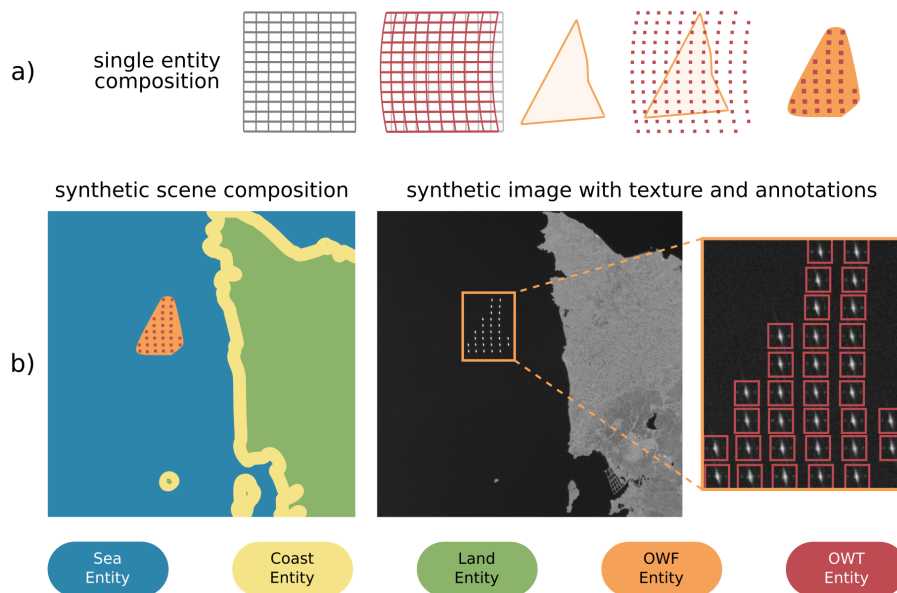 a)
single entity
composition
synthetic scene composition
synthetic image with texture and annotations
b)
Sea
Entity
Coast
Entity
Land
Entity
OWF
Entity
OWT
Entity